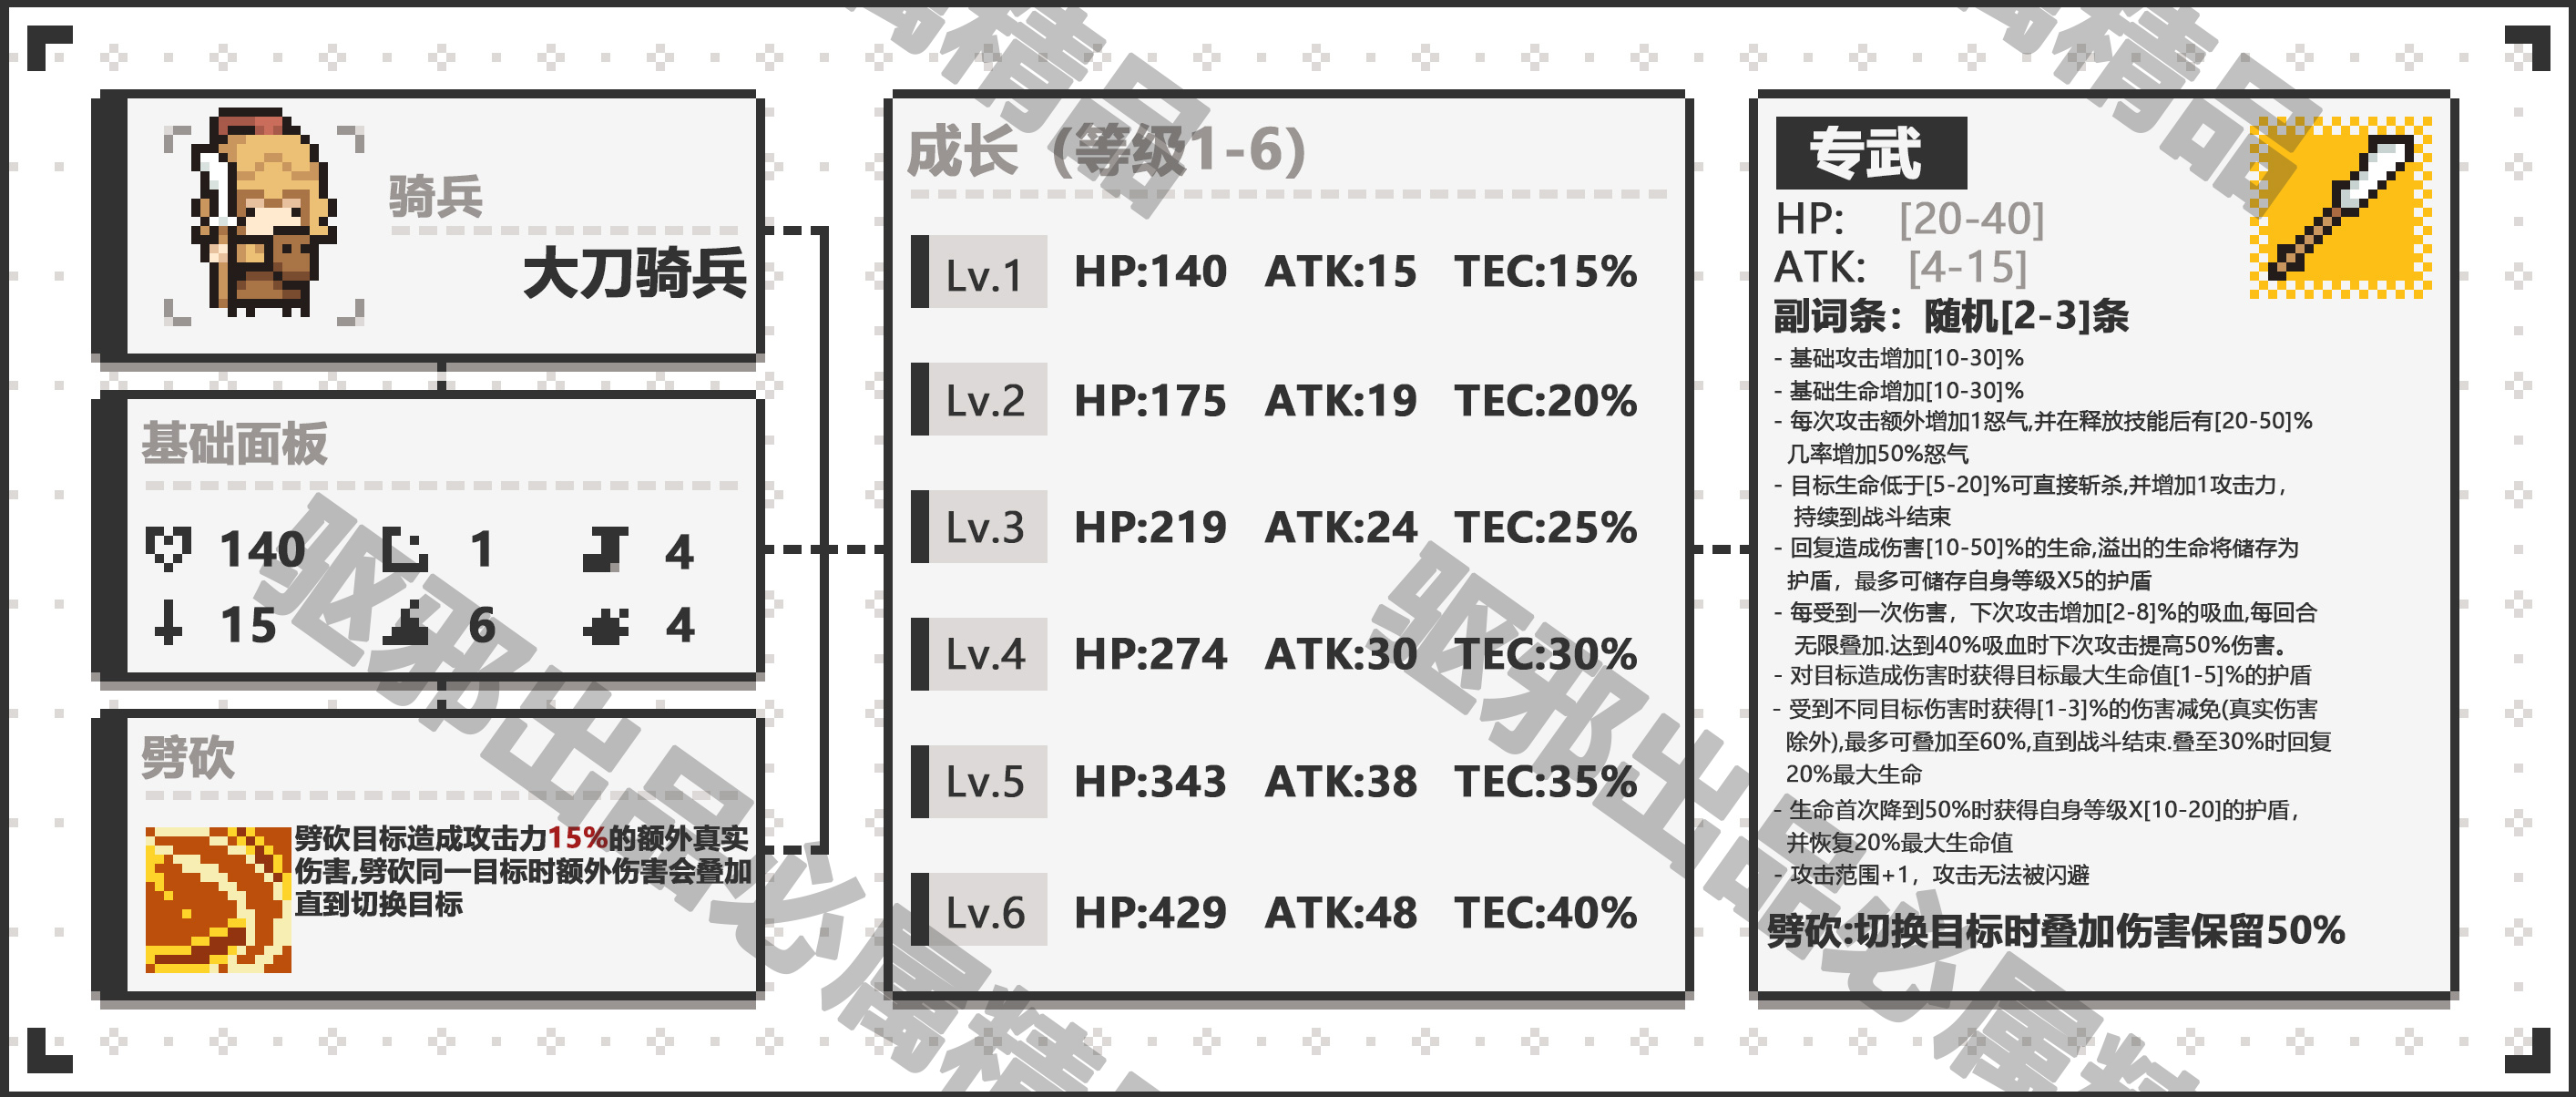 骑兵
大刀骑兵
基础面板
140 1 4
15 6 4
劈砍
劈砍目标造成攻击力15%的额外真实
伤害,劈砍同一目标时额外伤害会叠加
直到切换目标
成长（等级1-6）
Lv.1 HP:140 ATK:15 TEC:15%
Lv.2 HP:175 ATK:19 TEC:20%
Lv.3 HP:219 ATK:24 TEC:25%
Lv.4 HP:274 ATK:30 TEC:30%
Lv.5 HP:343 ATK:38 TEC:35%
Lv.6 HP:429 ATK:48 TEC:40%
专武
HP: [20-40]
ATK: [4-15]
副词条：随机[2-3]条
- 基础攻击增加[10-30]%
- 基础生命增加[10-30]%
- 每次攻击额外增加1怒气,并在释放技能后有[20-50]%
几率增加50%怒气
- 目标生命低于[5-20]%可直接斩杀,并增加1攻击力，
持续到战斗结束
- 回复造成伤害[10-50]%的生命,溢出的生命将储存为
护盾，最多可储存自身等级X5的护盾
- 每受到一次伤害，下次攻击增加[2-8]%的吸血,每回合
无限叠加.达到40%吸血时下次攻击提高50%伤害。
- 对目标造成伤害时获得目标最大生命值[1-5]%的护盾
- 受到不同目标伤害时获得[1-3]%的伤害减免(真实伤害
除外),最多可叠加至60%,直到战斗结束.叠至30%时回复
20%最大生命
- 生命首次降到50%时获得自身等级X[10-20]的护盾，
并恢复20%最大生命值
- 攻击范围+1，攻击无法被闪避
劈砍:切换目标时叠加伤害保留50%
属精品
属精品
驱邪出品必属精品
驱邪出品必属精